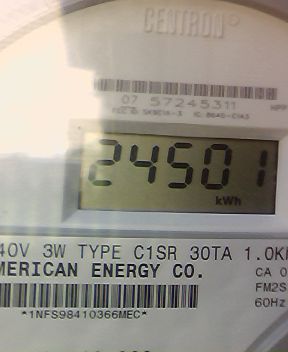 CENTRON®
07 57245311
24501
kWh
40V 3W TYPE C1SR 30TA 1.0K
MERICAN ENERGY CO.
CA 0
FM2S
60Hz
*1NFS98410366MEC*